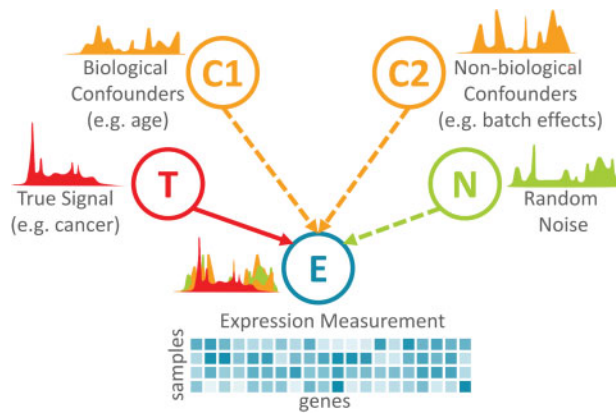 C1
Biological
Confounders
(e.g. age)
C2
Non-biological
Confounders
(e.g. batch effects)
T
True Signal
(e.g. cancer)
N
Random
Noise
E
Expression Measurement
samples
genes